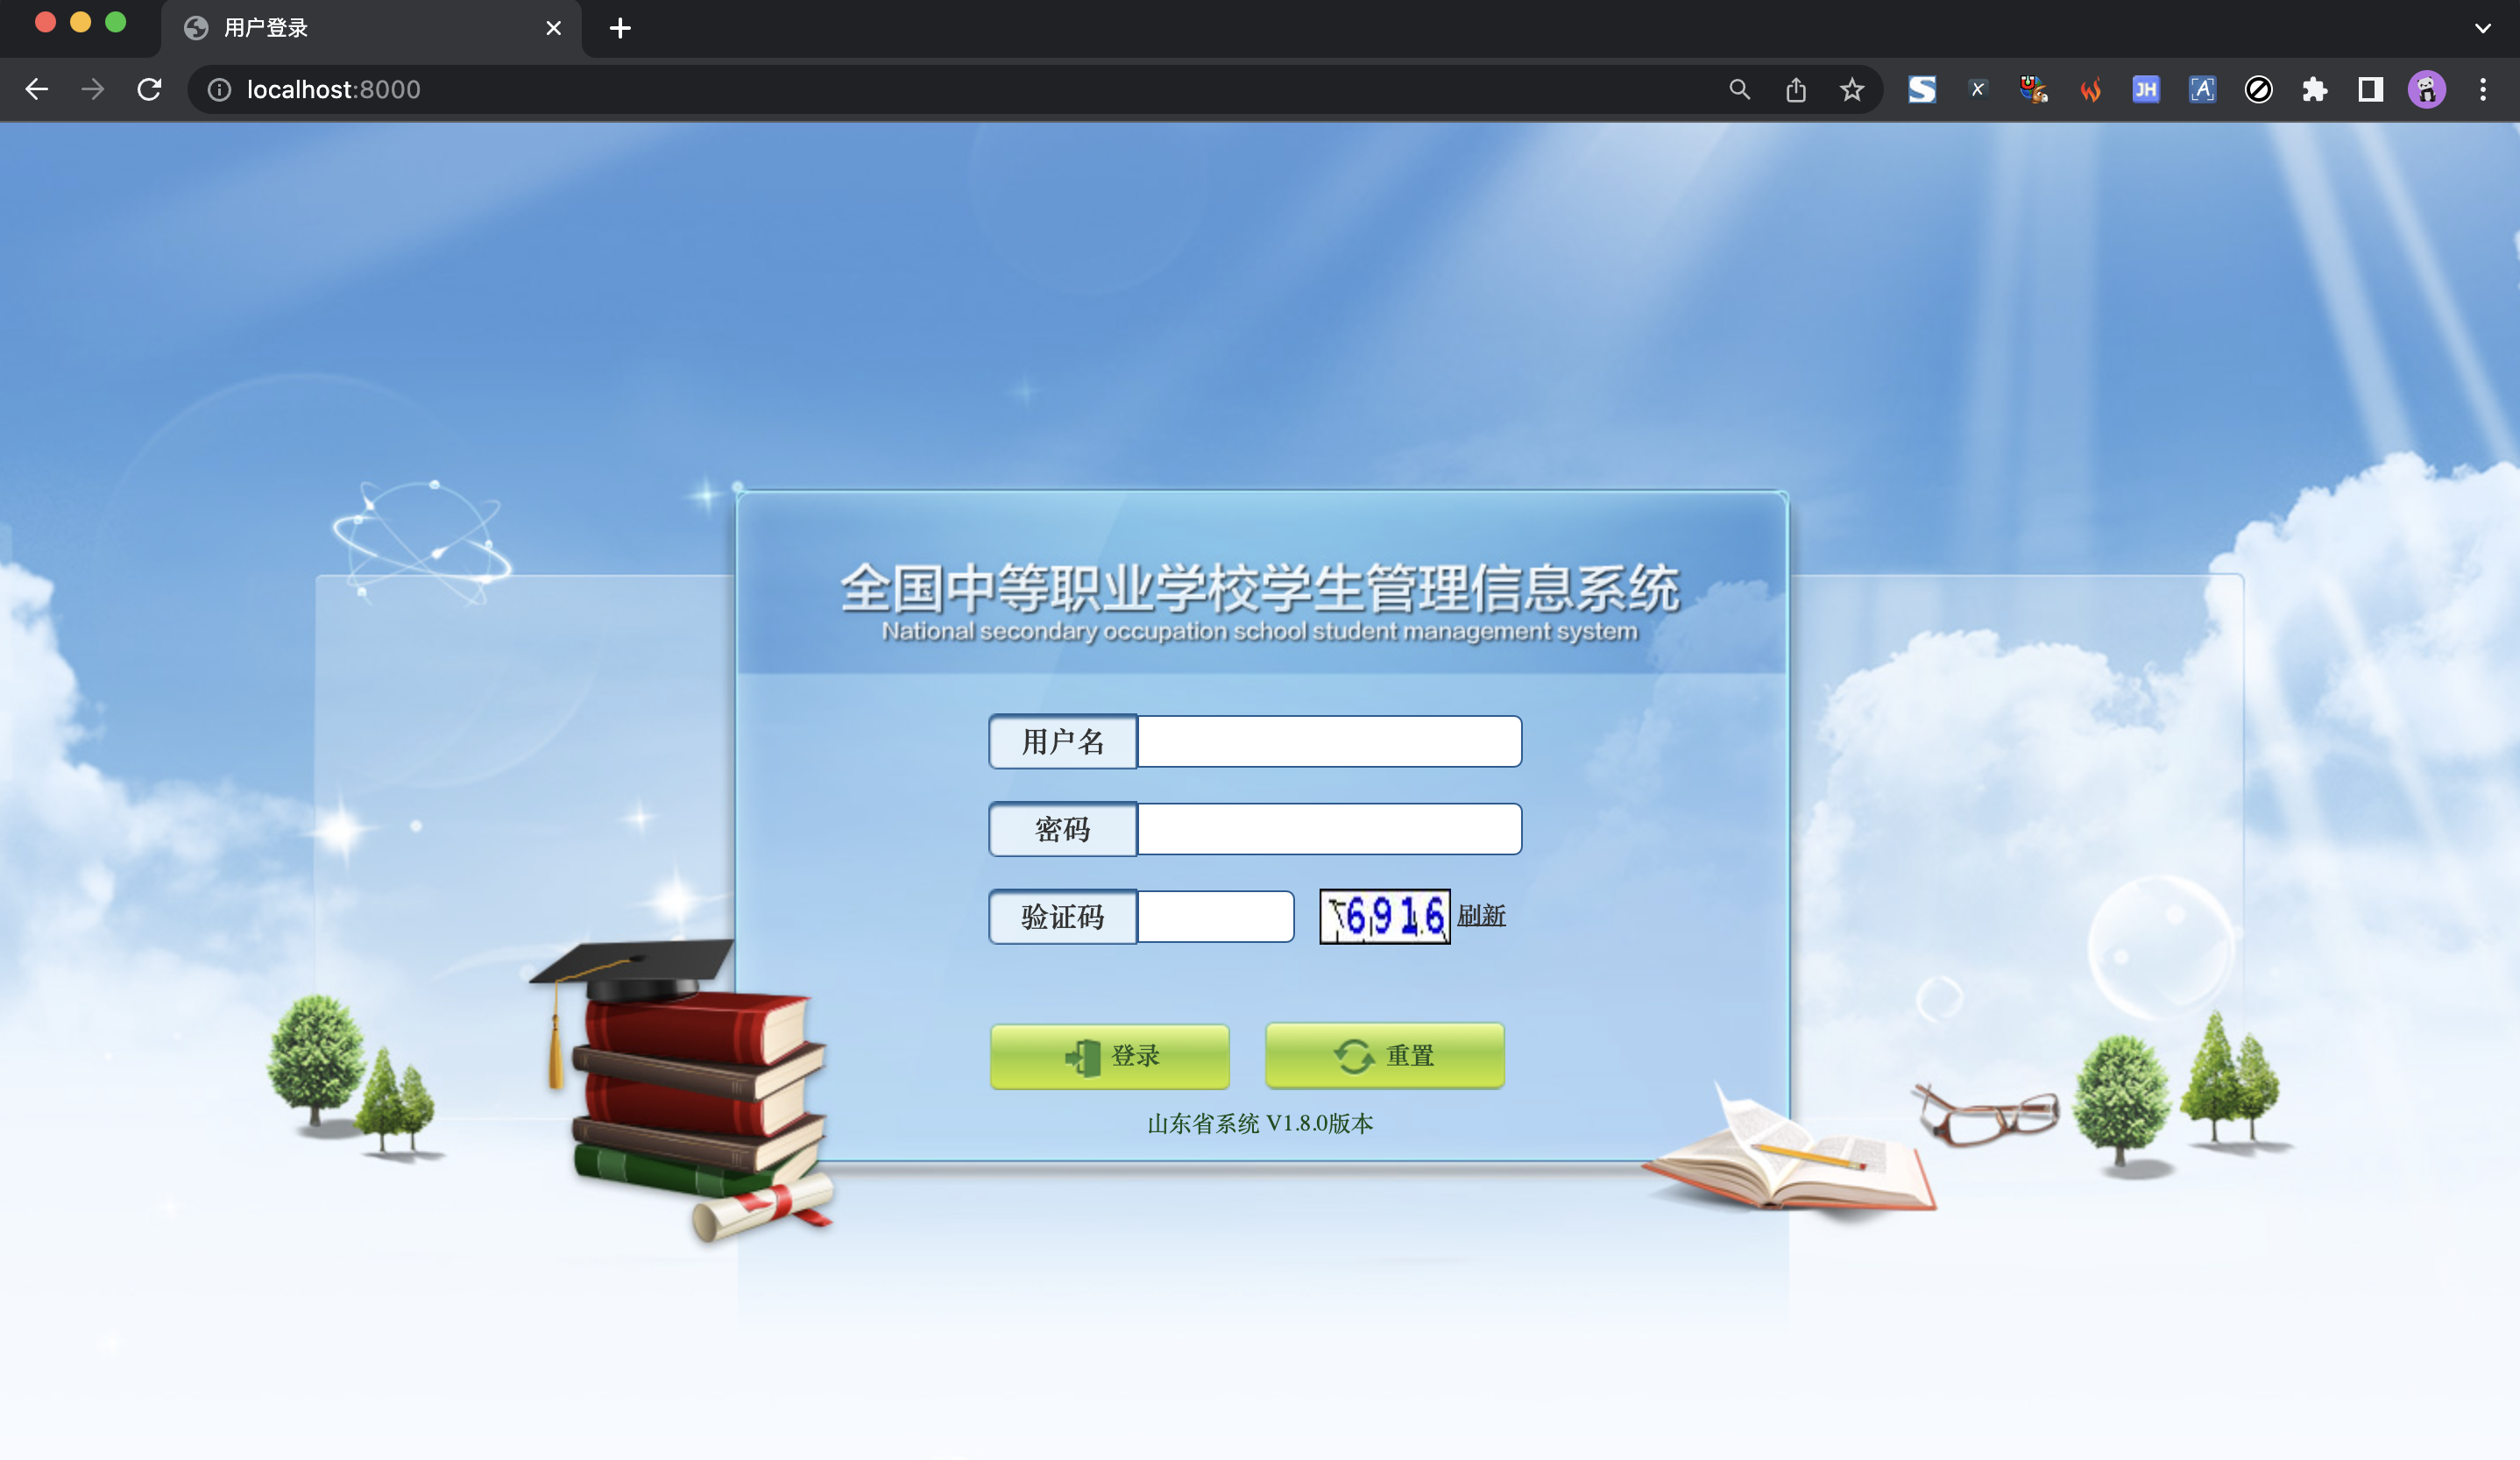 用户登录
localhost:8000
JH
全国中等职业学校学生管理信息系统
National secondary occupation school student management system
用户名
密码
验证码
6916 刷新
登录 重置
山东省系统 V1.8.0版本